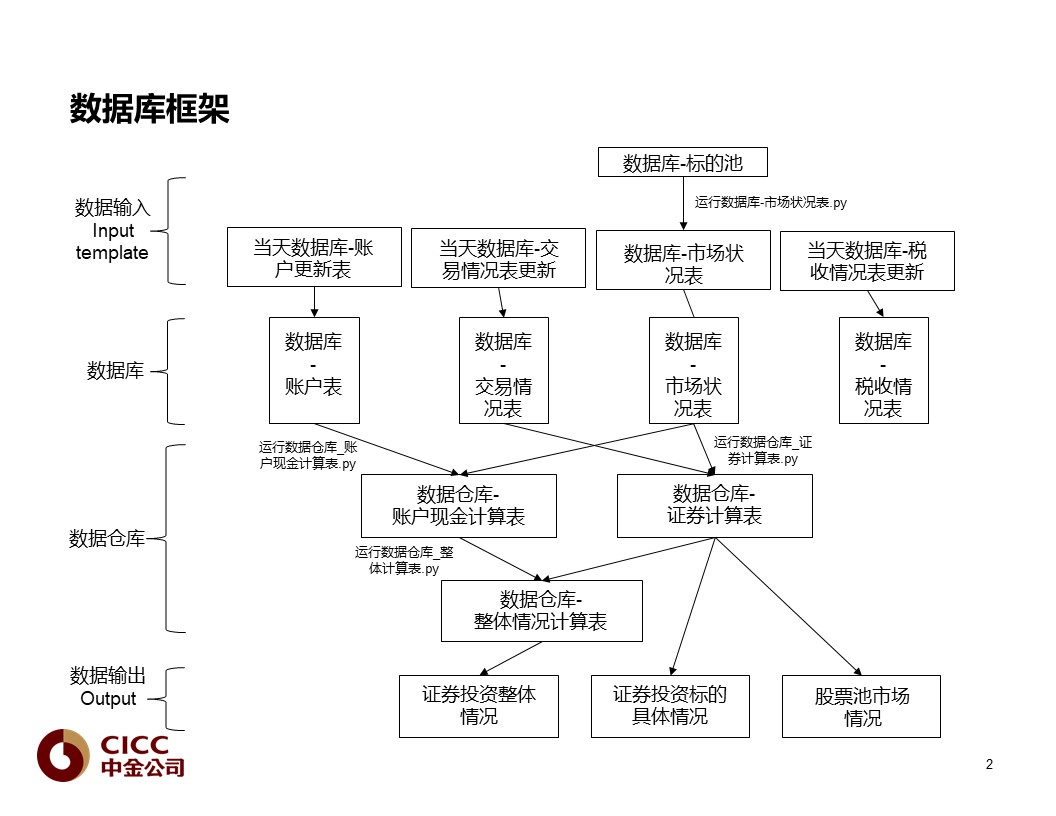 数据库框架
数据库-标的池
运行数据库-市场状况表.py
数据输入
Input
template
当天数据库-账
户更新表
当天数据库-交
易情况表更新
数据库-市场状
况表
当天数据库-税
收情况表更新
数据库
数据库
-
账户表
数据库
-
交易情
况表
数据库
-
市场状
况表
数据库
-
税收情
况表
运行数据仓库_账
户现金计算表.py
运行数据仓库_证
券计算表.py
数据仓库
数据仓库-
账户现金计算表
数据仓库-
证券计算表
运行数据仓库_整
体计算表.py
数据仓库-
整体情况计算表
数据输出
Output
证券投资整体
情况
证券投资标的
具体情况
股票池市场
情况
CICC
中金公司
2